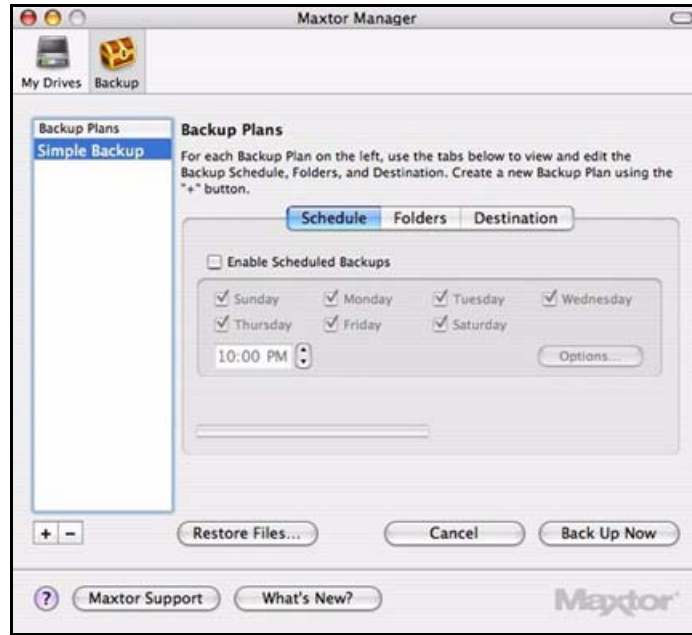 Maxtor Manager
My Drives Backup
Backup Plans
Simple Backup
Backup Plans
For each Backup Plan on the left, use the tabs below to view and edit the
Backup Schedule, Folders, and Destination. Create a new Backup Plan using the
"+" button.
Schedule Folders Destination
Enable Scheduled Backups
Sunday Monday Tuesday Wednesday
Thursday Friday Saturday
10:00 PM Options...
+ - Restore Files... Cancel Back Up Now
? Maxtor Support What's New? Maxtor